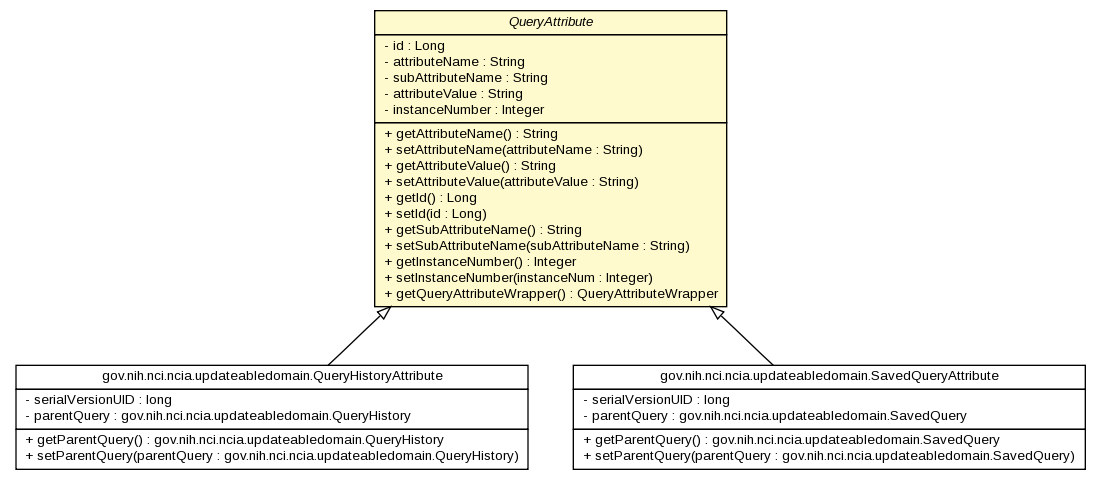 QueryAttribute
- id : Long
- attributeName : String
- subAttributeName : String
- attributeValue : String
- instanceNumber : Integer
+ getAttributeName() : String
+ setAttributeName(attributeName : String)
+ getAttributeValue() : String
+ setAttributeValue(attributeValue : String)
+ getId() : Long
+ setId(id : Long)
+ getSubAttributeName() : String
+ setSubAttributeName(subAttributeName : String)
+ getInstanceNumber() : Integer
+ setInstanceNumber(instanceNum : Integer)
+ getQueryAttributeWrapper() : QueryAttributeWrapper
gov.nih.nci.ncia.updateabledomain.QueryHistoryAttribute
- serialVersionUID : long
- parentQuery : gov.nih.nci.ncia.updateabledomain.QueryHistory
+ getParentQuery() : gov.nih.nci.ncia.updateabledomain.QueryHistory
+ setParentQuery(parentQuery : gov.nih.nci.ncia.updateabledomain.QueryHistory)
gov.nih.nci.ncia.updateabledomain.SavedQueryAttribute
- serialVersionUID : long
- parentQuery : gov.nih.nci.ncia.updateabledomain.SavedQuery
+ getParentQuery() : gov.nih.nci.ncia.updateabledomain.SavedQuery
+ setParentQuery(parentQuery : gov.nih.nci.ncia.updateabledomain.SavedQuery)